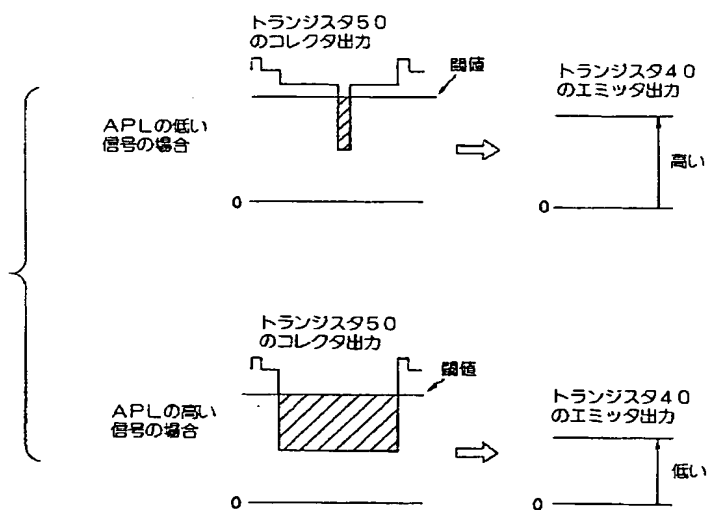 トランジスタ50
のコレクタ出力
閾値
トランジスタ40
のエミッタ出力
APLの低い
信号の場合
高い
0
0
トランジスタ50
のコレクタ出力
閾値
トランジスタ40
のエミッタ出力
APLの高い
信号の場合
低い
0
0